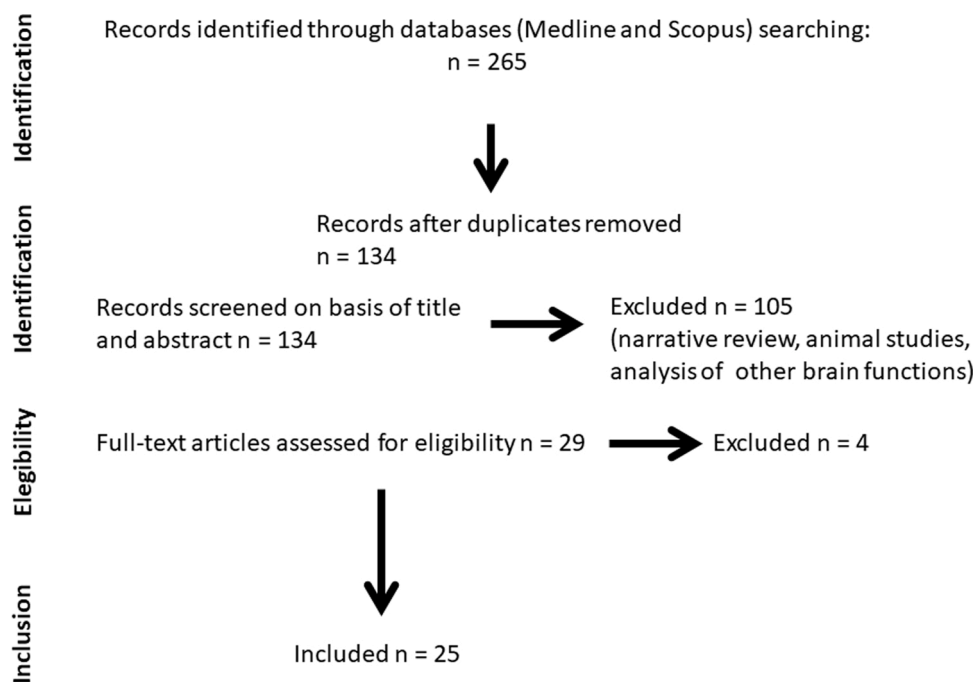 Identification
Records identified through databases (Medline and Scopus) searching:
n = 265
Identification
Records after duplicates removed
n = 134
Records screened on basis of title
and abstract n = 134
Excluded n = 105
(narrative review, animal studies,
analysis of other brain functions)
Elegibility
Full-text articles assessed for eligibility n = 29
Excluded n = 4
Inclusion
Included n = 25